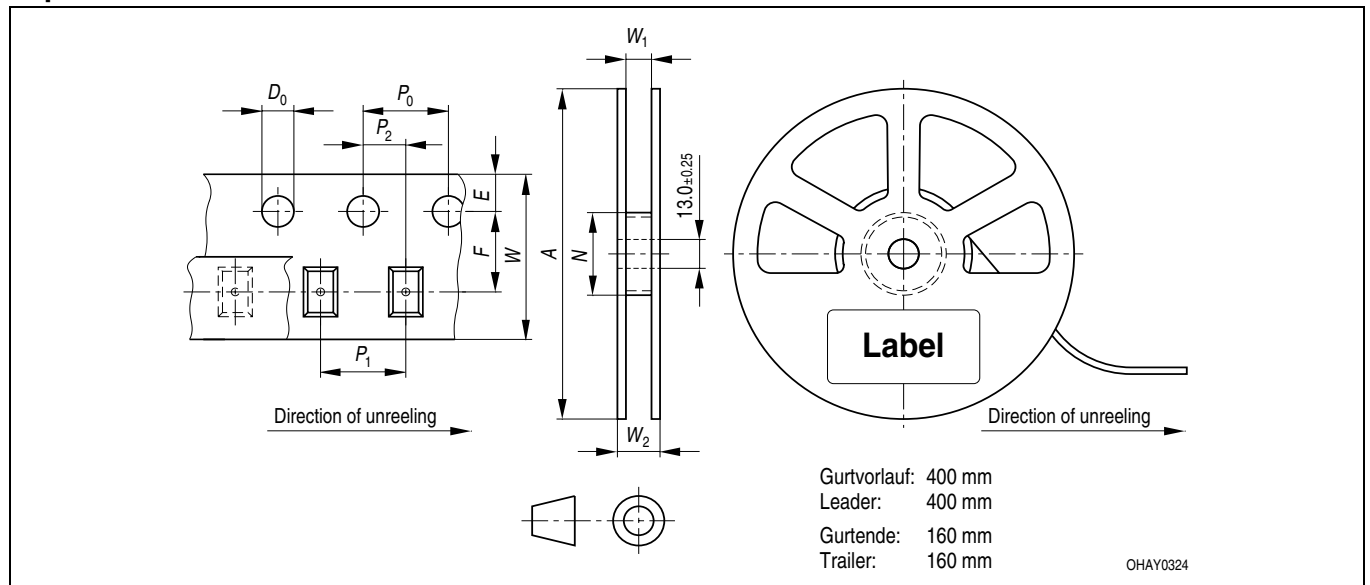 W1
D0
P0
P2
E
F
W
A
N
13.0±0.25
P1
Label
Direction of unreeling
W2
Direction of unreeling
Gurtvorlauf: 400 mm
Leader: 400 mm
Gurtende: 160 mm
Trailer: 160 mm
OHAY0324